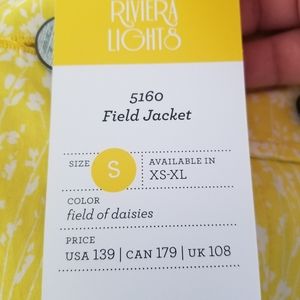 RIVIERA
LIGHTS
5160
Field Jacket
SIZE S AVAILABLE IN
XS-XL
COLOR
field of daisies
PRICE
USA 139 | CAN 179 | UK 108